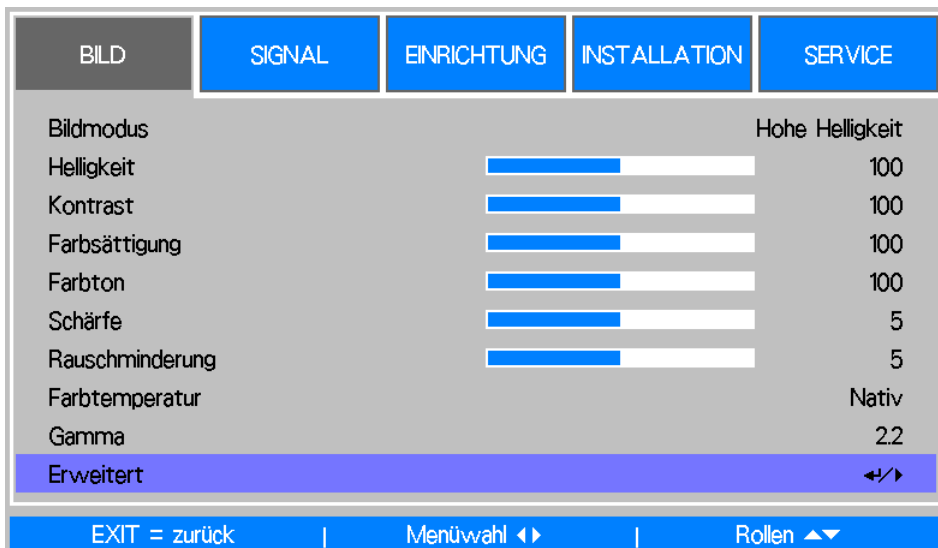 BILD SIGNAL EINRICHTUNG INSTALLATION SERVICE
Bildmodus Hohe Helligkeit
Helligkeit 100
Kontrast 100
Farbsättigung 100
Farbton 100
Schärfe 5
Rauschminderung 5
Farbtemperatur Nativ
Gamma 2.2
Erweitert ↵/▶
EXIT = zurück | Menüwahl ◀▶ | Rollen ▲▼